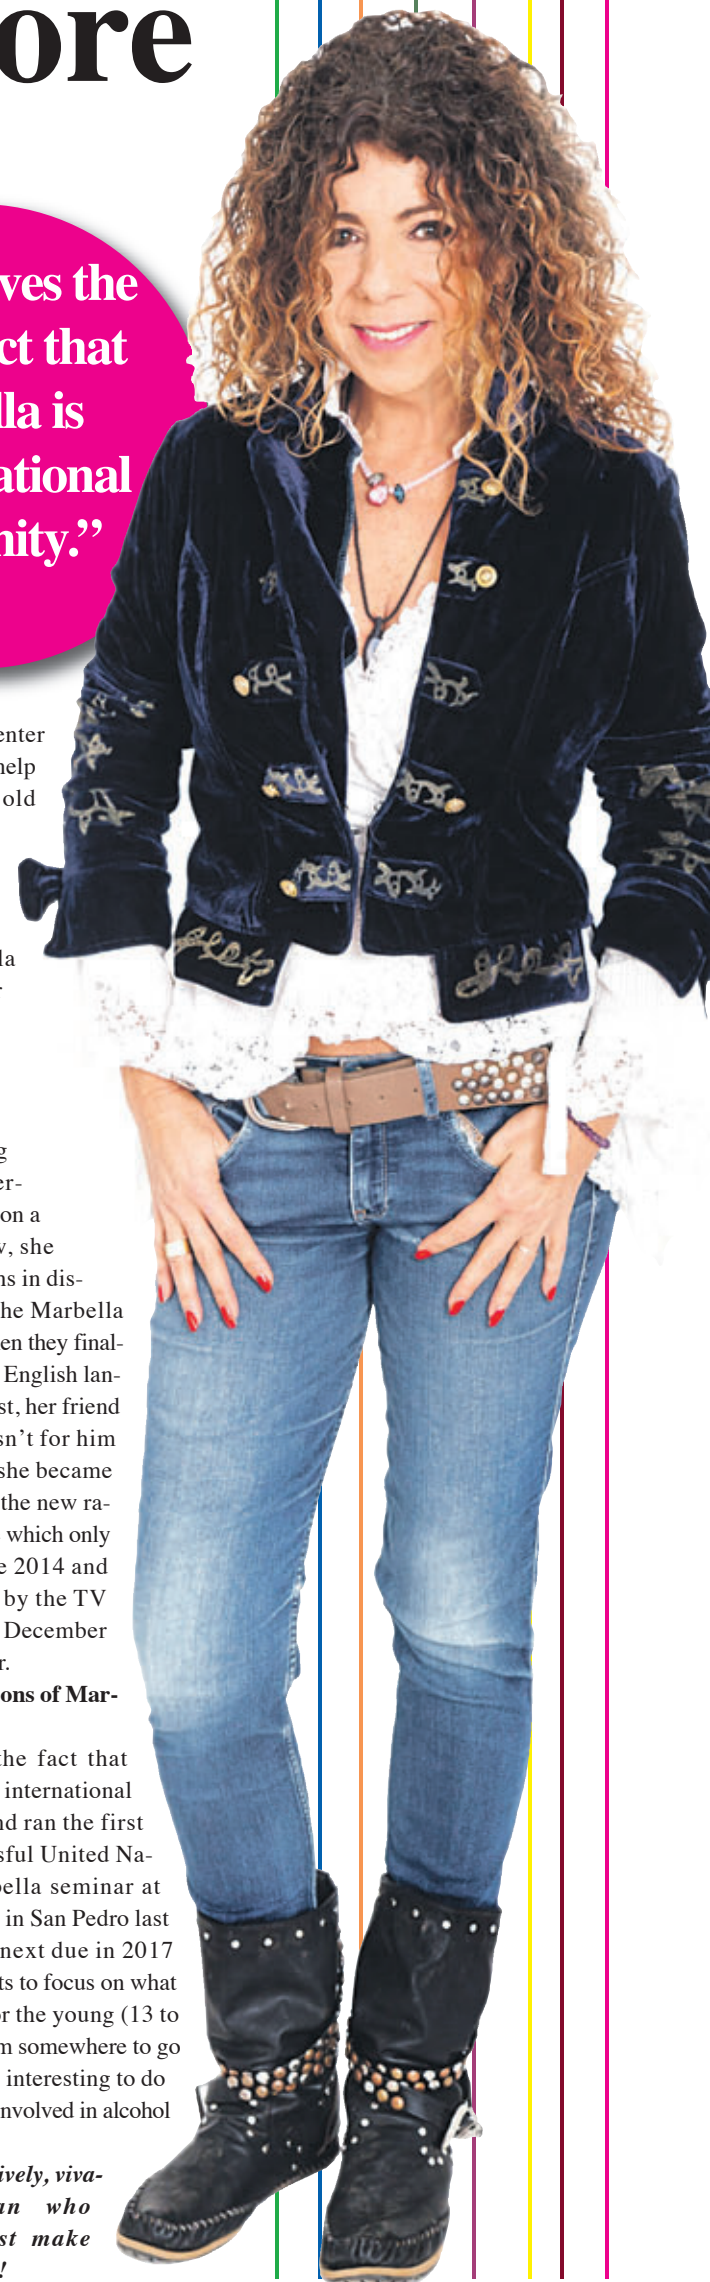 ore
ves the
ct that
lla is
ational
nity.”
enter
help
old
la
g
er-
on a
w, she
ns in dis-
he Marbella
en they final-
English lan-
st, her friend
sn’t for him
she became
the new ra-
which only
e 2014 and
by the TV
December
r.
ons of Mar-
the fact that
international
nd ran the first
sful United Na-
bella seminar at
in San Pedro last
next due in 2017
ts to focus on what
or the young (13 to
m somewhere to go
interesting to do
nvolved in alcohol
ively, viva-
an who
st make
!